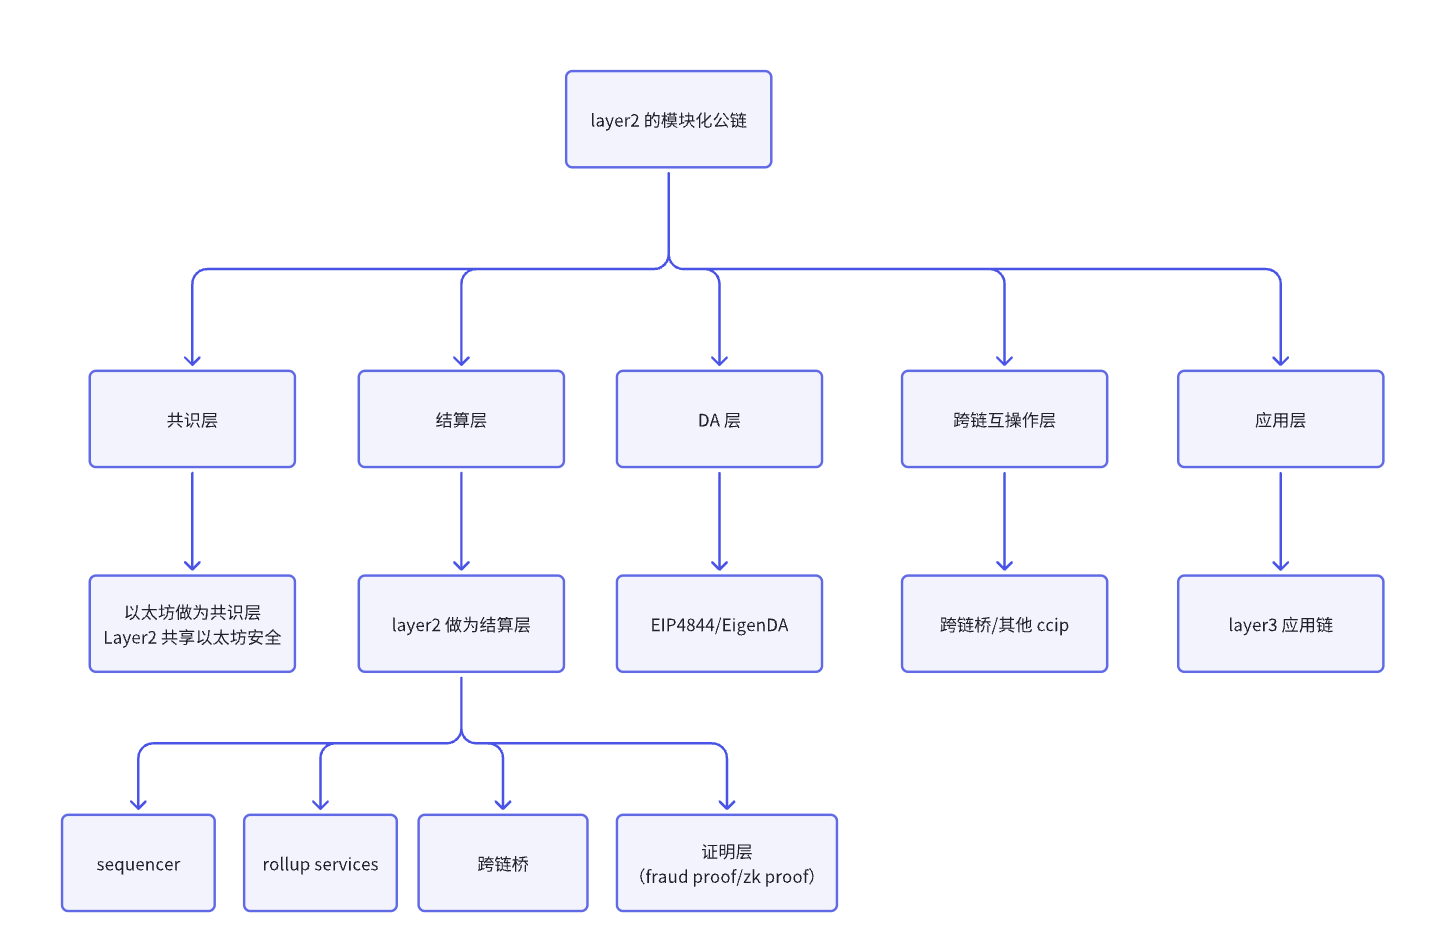 layer2 的模块化公链
共识层
结算层
DA 层
跨链互操作层
应用层
以太坊做为共识层
Layer2 共享以太坊安全
layer2 做为结算层
EIP4844/EigenDA
跨链桥/其他 ccip
layer3 应用链
sequencer
rollup services
跨链桥
证明层
（fraud proof/zk proof）